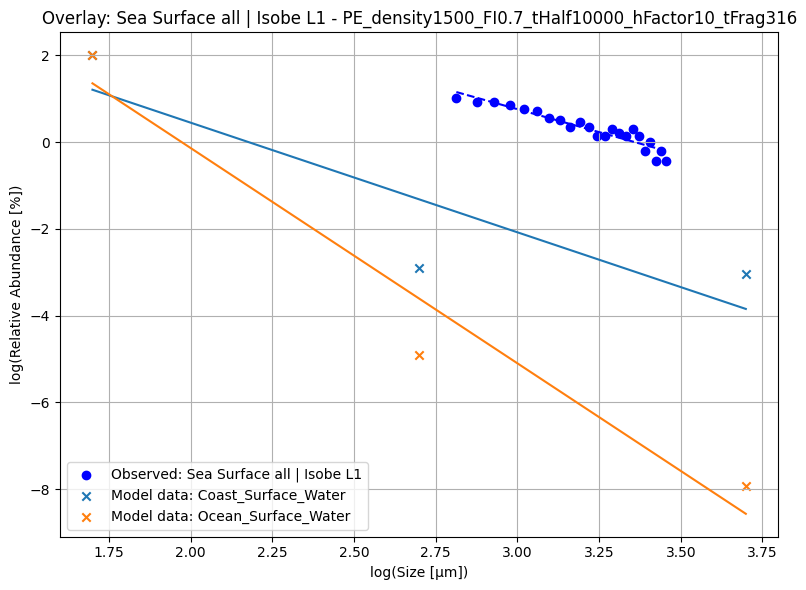 Overlay: Sea Surface all | Isobe L1 - PE_density1500_FI0.7_tHalf10000_hFactor10_tFrag316
log(Relative Abundance [%])
2
0
−2
−4
−6
−8
Observed: Sea Surface all | Isobe L1
Model data: Coast_Surface_Water
Model data: Ocean_Surface_Water
1.75 2.00 2.25 2.50 2.75 3.00 3.25 3.50 3.75
log(Size [μm])